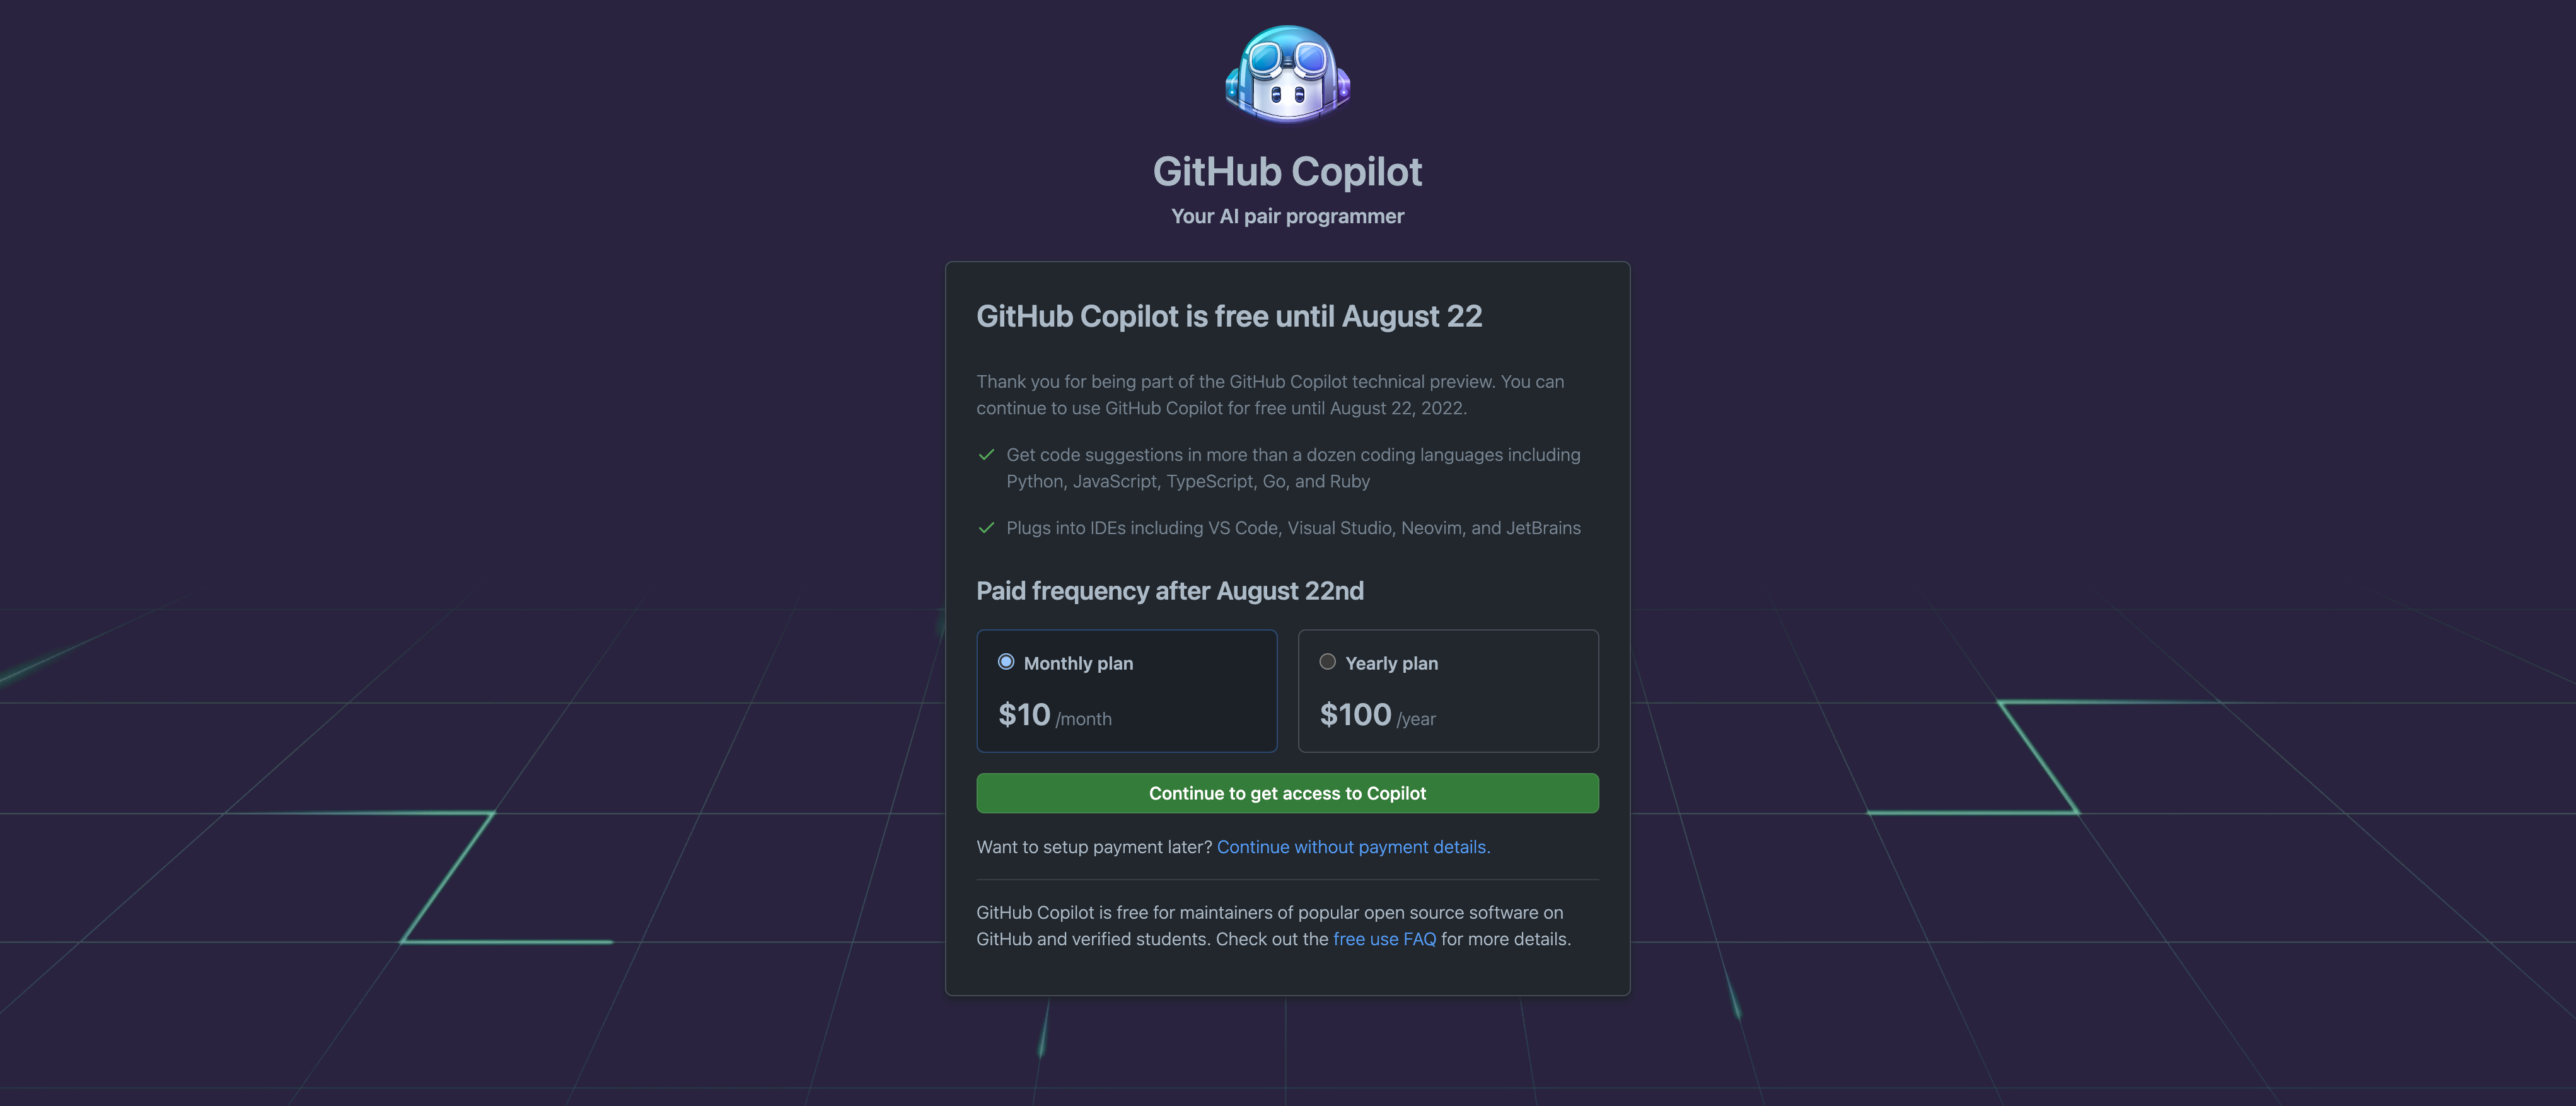 GitHub Copilot
Your AI pair programmer
GitHub Copilot is free until August 22
Thank you for being part of the GitHub Copilot technical preview. You can
continue to use GitHub Copilot for free until August 22, 2022.
Get code suggestions in more than a dozen coding languages including
Python, JavaScript, TypeScript, Go, and Ruby
Plugs into IDEs including VS Code, Visual Studio, Neovim, and JetBrains
Paid frequency after August 22nd
Monthly plan
$10 /month
Yearly plan
$100 /year
Continue to get access to Copilot
Want to setup payment later? Continue without payment details.
GitHub Copilot is free for maintainers of popular open source software on
GitHub and verified students. Check out the free use FAQ for more details.